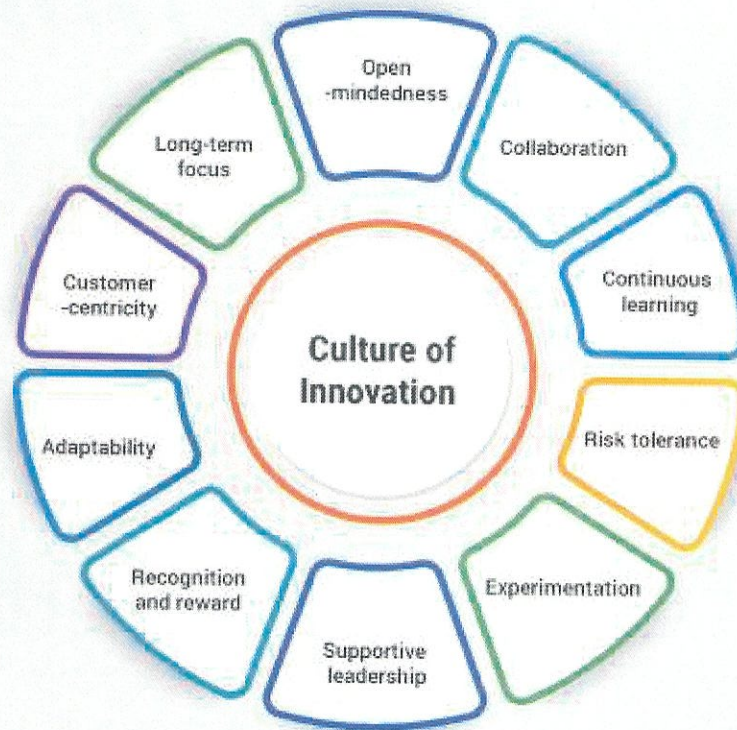 Open
-mindedness
Collaboration
Continuous
learning
Risk tolerance
Experimentation
Supportive
leadership
Recognition
and reward
Adaptability
Customer
-centricity
Long-term
focus
Culture of
Innovation